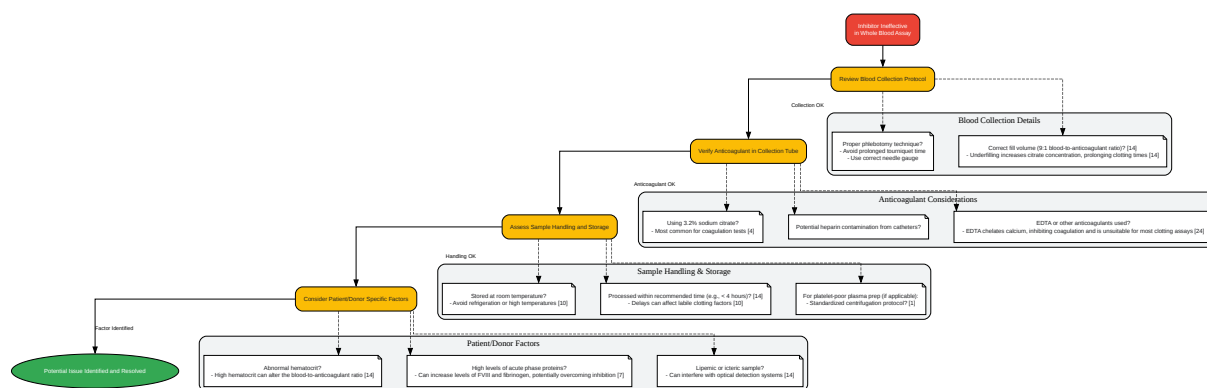 Inhibitor Ineffective
in Whole Blood Assay
Review Blood Collection Protocol
Collection OK
Blood Collection Details
Proper phlebotomy technique?
- Avoid prolonged tourniquet time
- Use correct needle gauge
Correct fill volume (9:1 blood-to-anticoagulant ratio)? [14]
- Underfilling increases citrate concentration, prolonging clotting times [14]
Verify Anticoagulant in Collection Tube
Anticoagulant OK
Anticoagulant Considerations
Using 3.2% sodium citrate?
- Most common for coagulation tests [4]
Potential heparin contamination from catheters?
EDTA or other anticoagulants used?
- EDTA chelates calcium, inhibiting coagulation and is unsuitable for most clotting assays [24]
Assess Sample Handling and Storage
Handling OK
Sample Handling & Storage
Stored at room temperature?
- Avoid refrigeration or high temperatures [10]
Processed within recommended time (e.g., < 4 hours)? [14]
- Delays can affect labile clotting factors [10]
For platelet-poor plasma prep (if applicable):
- Standardized centrifugation protocol? [1]
Consider Patient/Donor Specific Factors
Factor Identified
Patient/Donor Factors
Abnormal hematocrit?
- High hematocrit can alter the blood-to-anticoagulant ratio [14]
High levels of acute phase proteins?
- Can increase levels of FVIII and fibrinogen, potentially overcoming inhibition [7]
Lipemic or icteric sample?
- Can interfere with optical detection systems [14]
Potential Issue Identified and Resolved